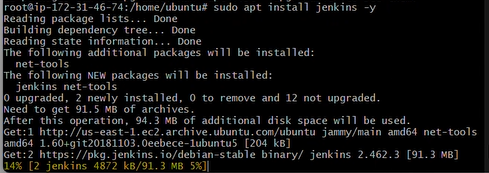 root@ip-172-31-46-74:/home/ubuntu# sudo apt install jenkins -y
Reading package lists... Done
Building dependency tree... Done
Reading state information... Done
The following additional packages will be installed:
  net-tools
The following NEW packages will be installed:
  jenkins net-tools
0 upgraded, 2 newly installed, 0 to remove and 12 not upgraded.
Need to get 91.5 MB of archives.
After this operation, 94.3 MB of additional disk space will be used.
Get:1 http://us-east-1.ec2.archive.ubuntu.com/ubuntu jammy/main amd64 net-tools
amd64 1.60+git20181103.0eebece-1ubuntu5 [204 kB]
Get:2 https://pkg.jenkins.io/debian-stable binary/ jenkins 2.462.3 [91.3 MB]
14% [2 jenkins 4872 kB/91.3 MB 5%]